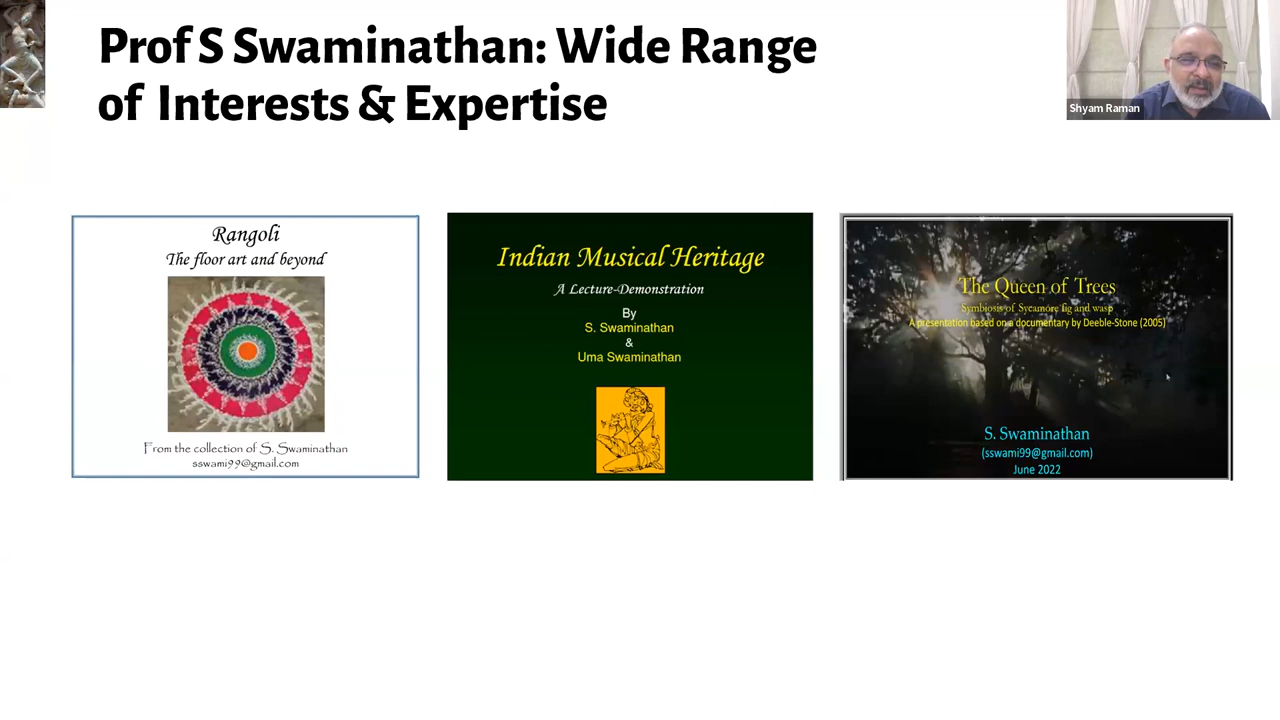 Prof S Swaminathan: Wide Range
of Interests & Expertise
Shyam Raman
Rangoli
The floor art and beyond
From the collection of S. Swaminathan
sswami99@gmail.com
Indian Musical Heritage
A Lecture-Demonstration
By
S. Swaminathan
&
Uma Swaminathan
The Queen of Trees
Symbiosis of Sycamore fig and wasp
A presentation based on a documentary by Deeble-Stone (2005)
S. Swaminathan
(sswami99@gmail.com)
June 2022